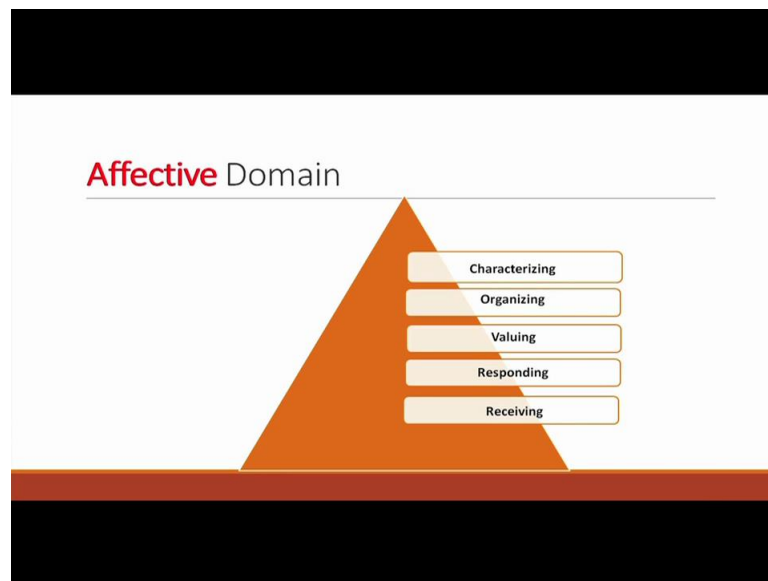 Affective Domain
Characterizing
Organizing
Valuing
Responding
Receiving